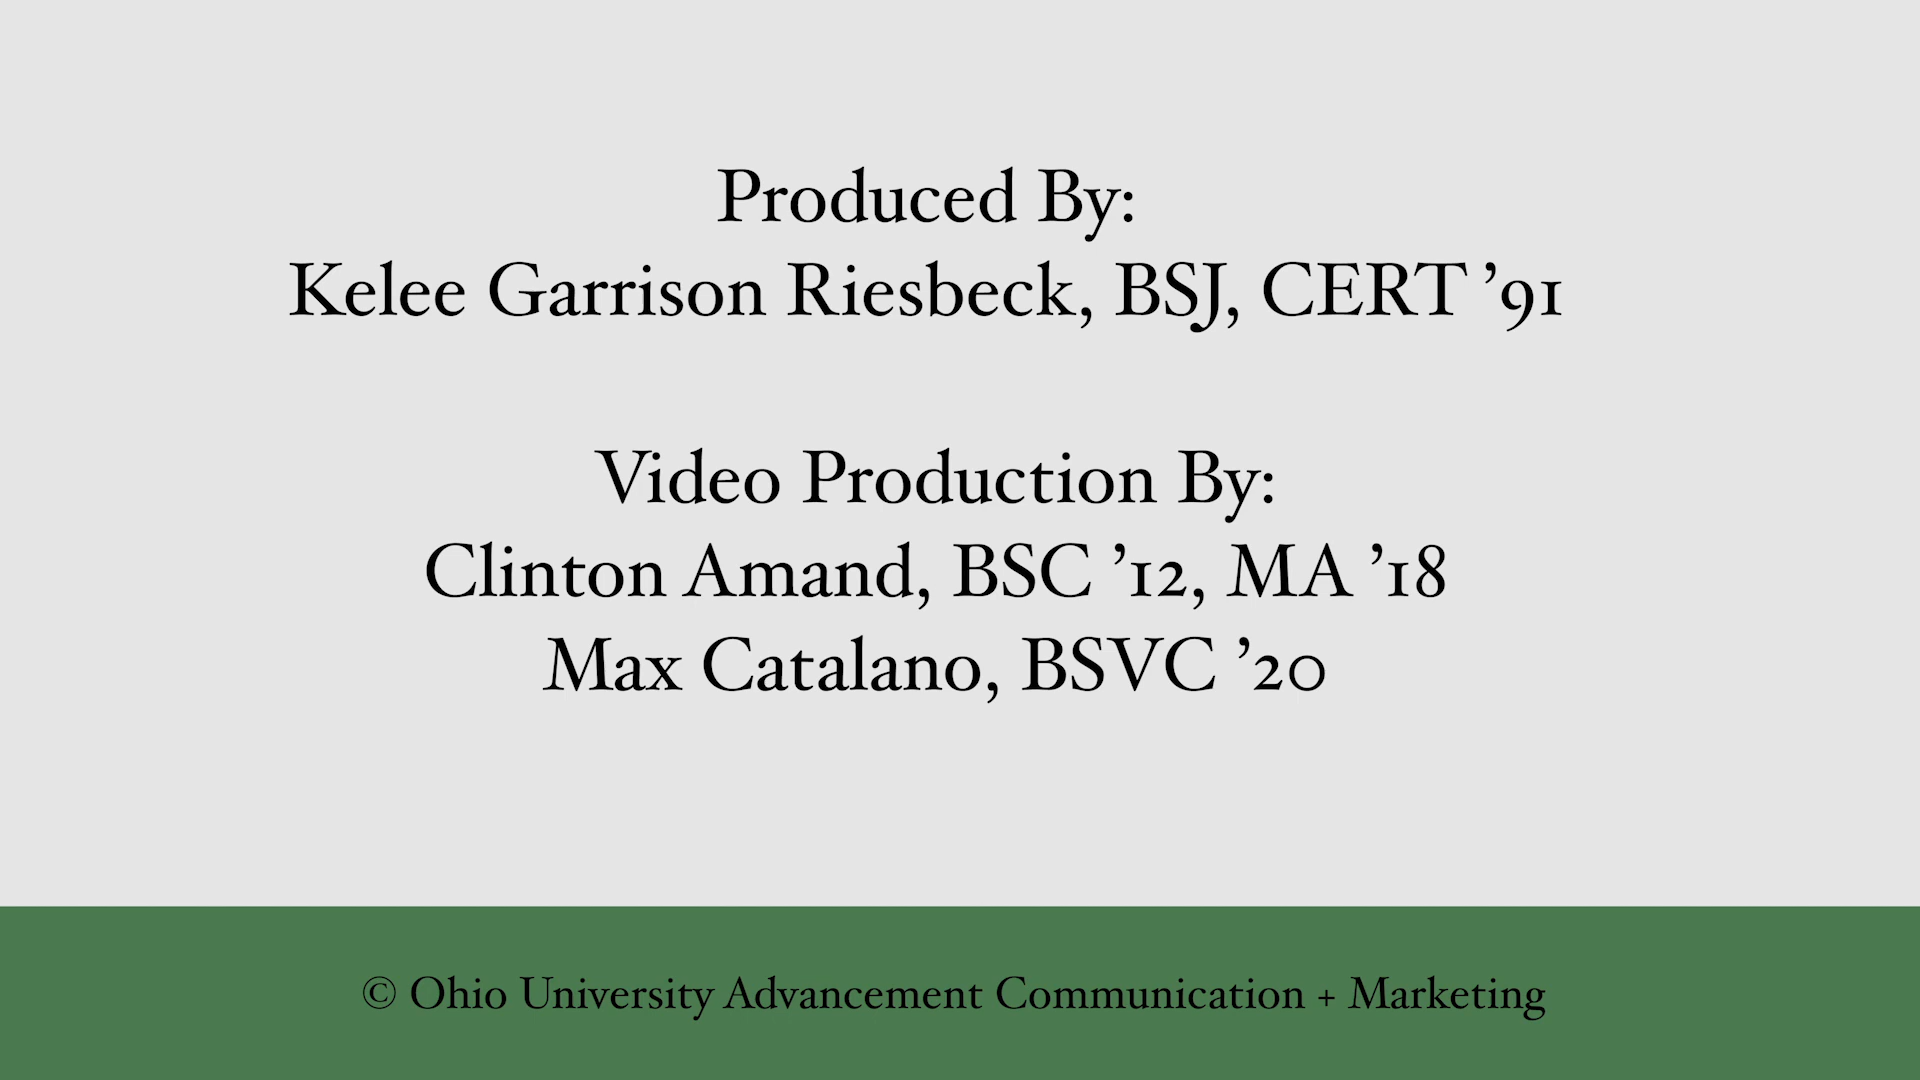 Produced By:
Kelee Garrison Riesbeck, BSJ, CERT ’91
Video Production By:
Clinton Amand, BSC ’12, MA ’18
Max Catalano, BSVC ’20
© Ohio University Advancement Communication + Marketing